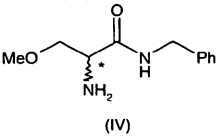 O
MeO * N Ph
NH2 H
(IV)